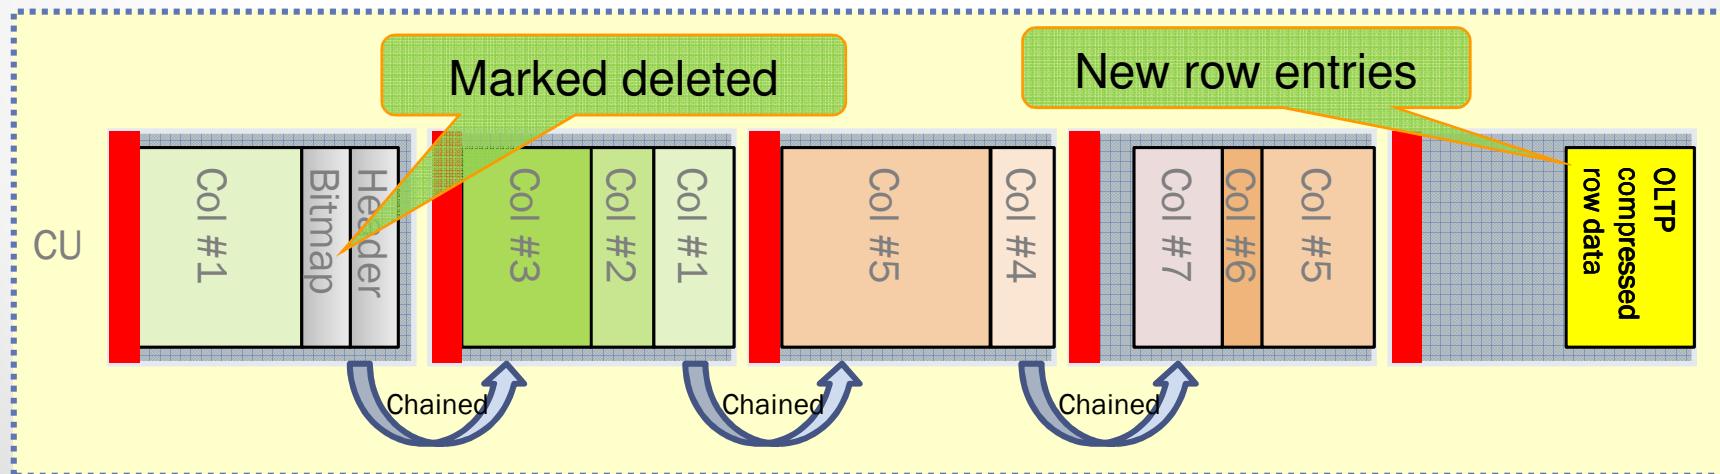 Marked deleted
New row entries
CU
Col #1
Bitmap
Header
Col #3
Col #2
Col #1
Col #5
Col #4
Col #7
Col #6
Col #5
OLTP
compressed
row data
Chained
Chained
Chained